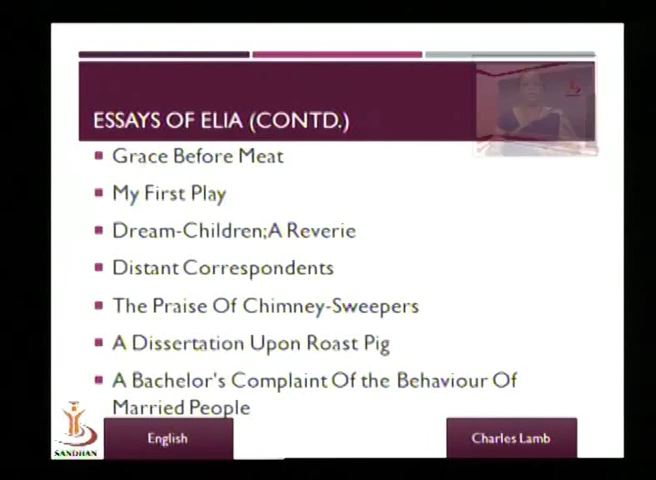 ESSAYS OF ELIA (CONTD.)
Grace Before Meat
My First Play
Dream-Children;A Reverie
Distant Correspondents
The Praise Of Chimney-Sweepers
A Dissertation Upon Roast Pig
A Bachelor's Complaint Of the Behaviour Of
Married People
SANDHAN
English
Charles Lamb